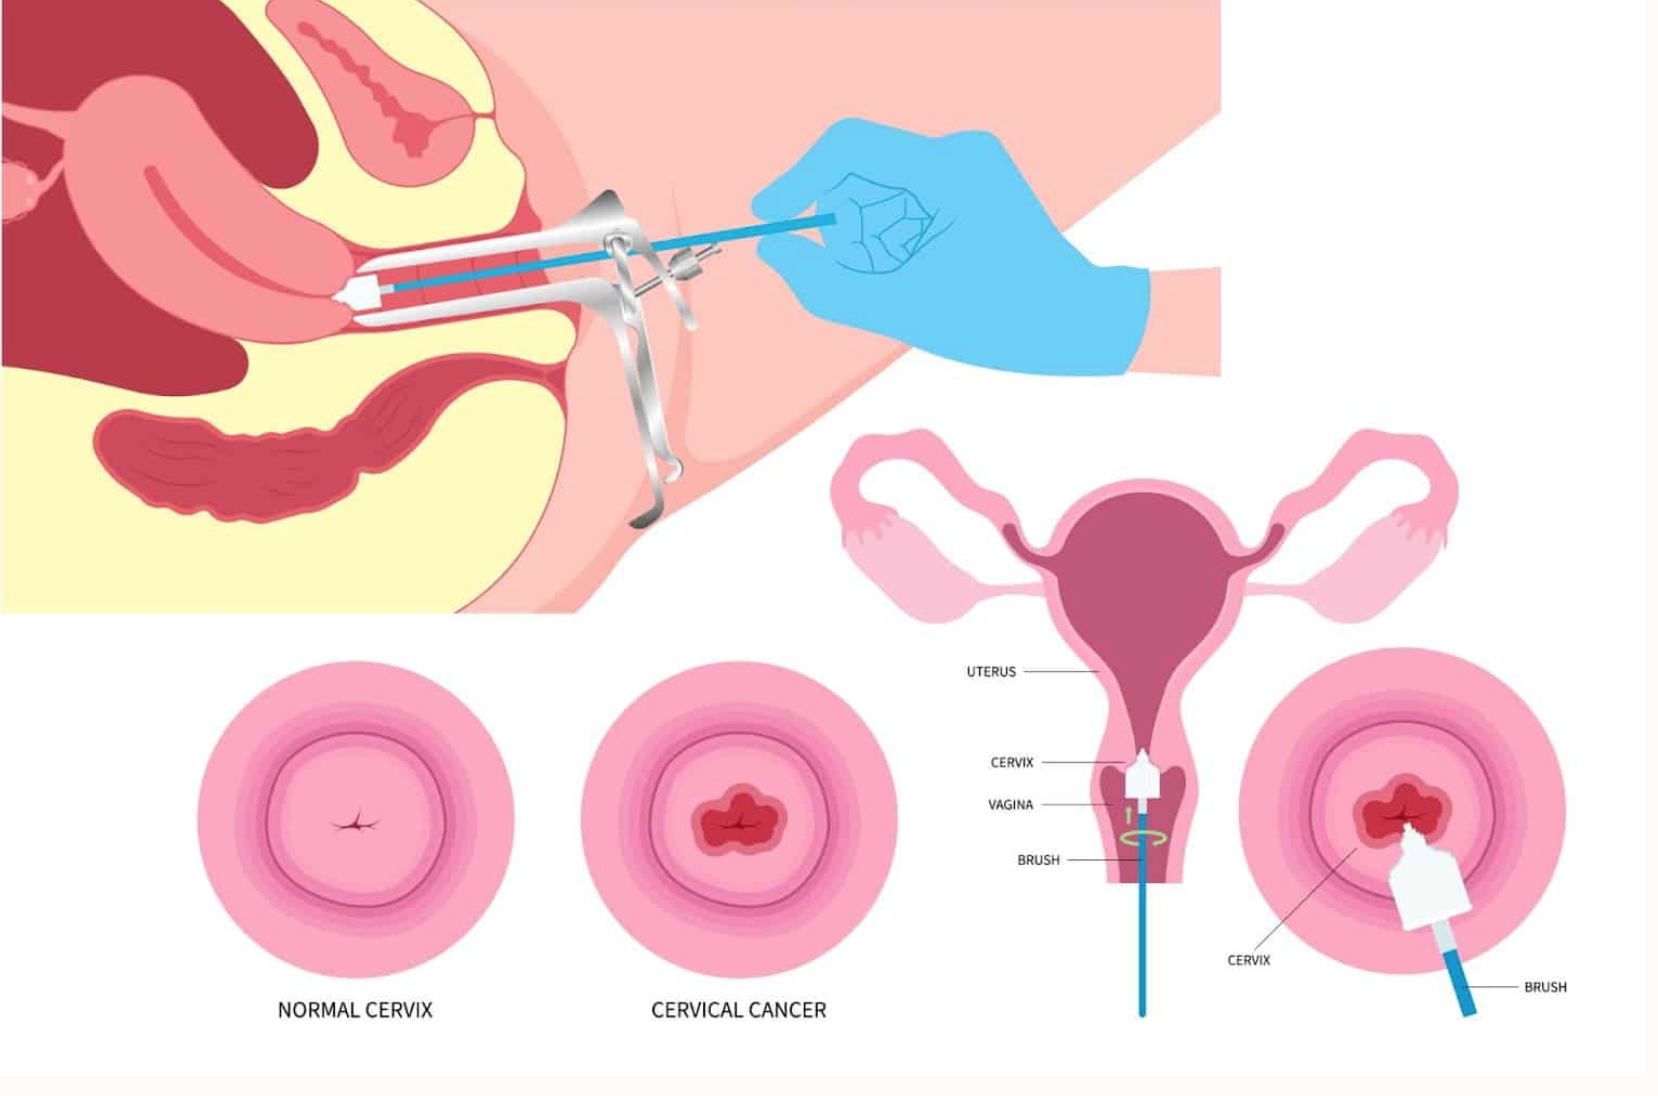 UTERUS
CERVIX
VAGINA
BRUSH
CERVIX
BRUSH
NORMAL CERVIX
CERVICAL CANCER